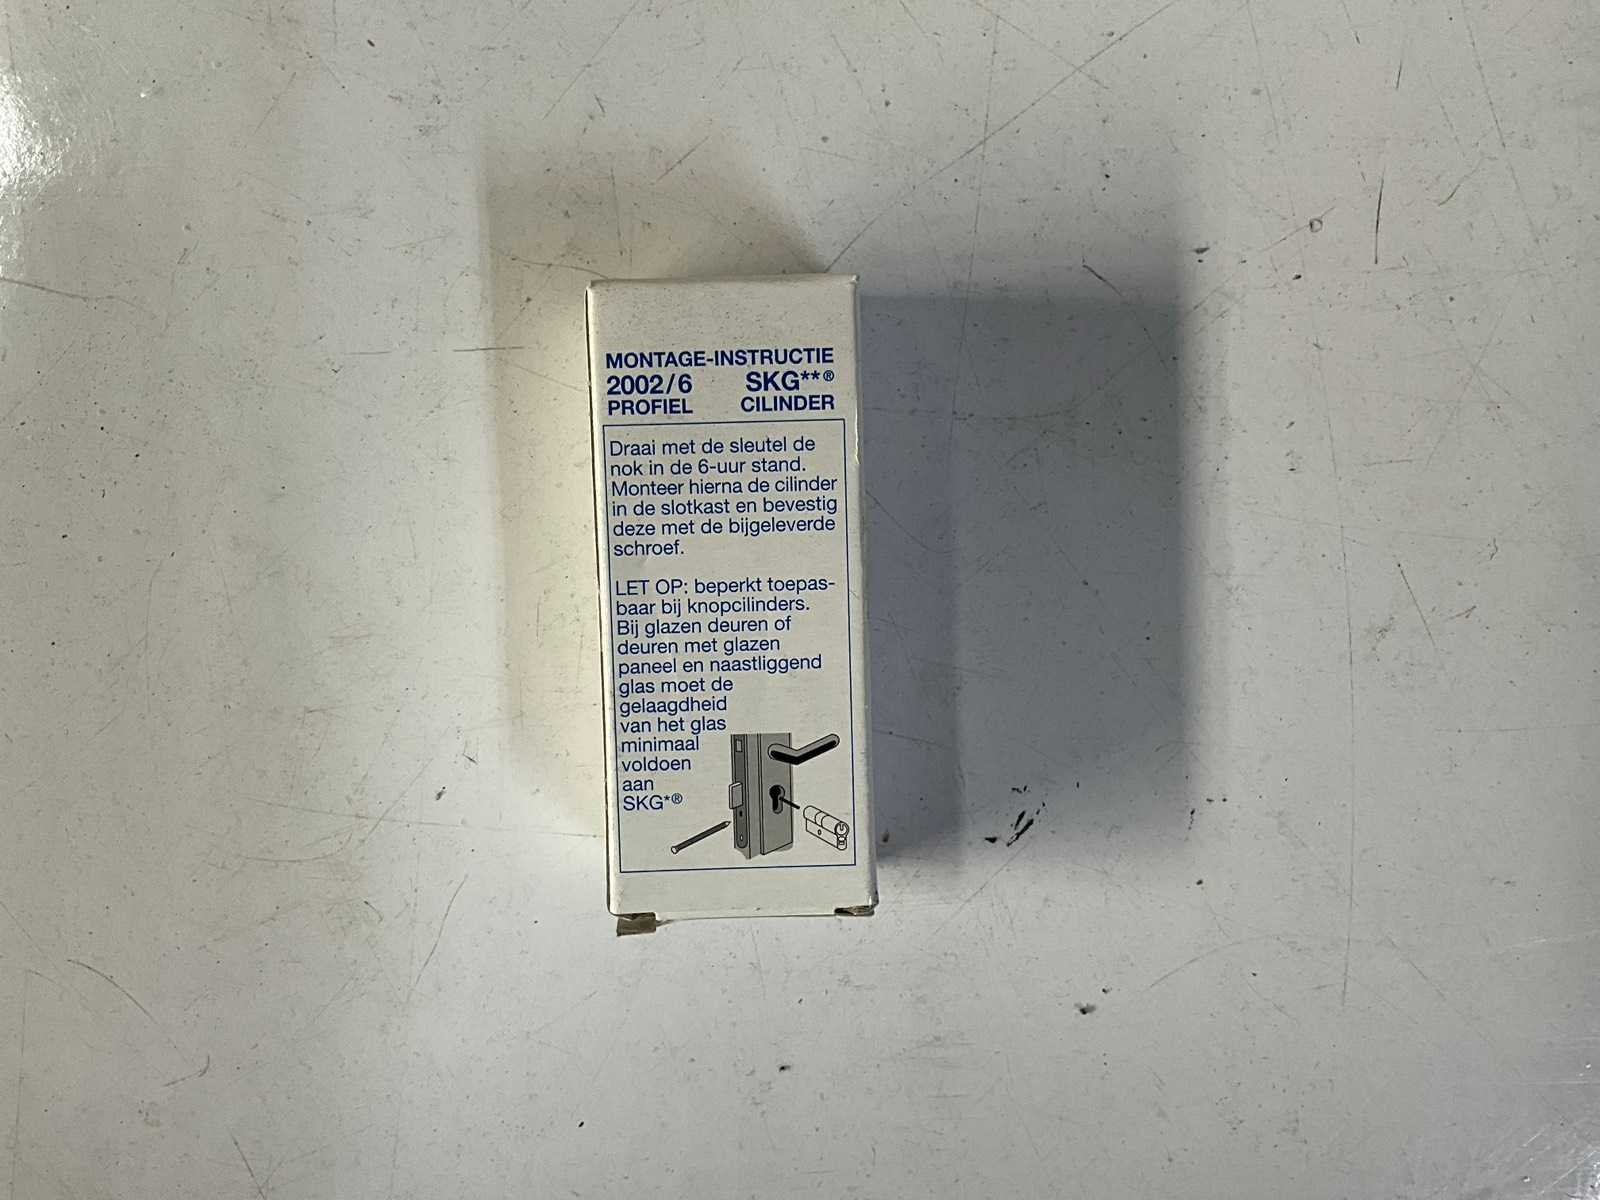 MONTAGE-INSTRUCTIE
2002/6 SKG**®
PROFIEL CILINDER
Draai met de sleutel de
nok in de 6-uur stand.
Monteer hierna de cilinder
in de slotkast en bevestig
deze met de bijgeleverde
schroef.
LET OP: beperkt toepas-
baar bij knopcilinders.
Bij glazen deuren of
deuren met glazen
paneel en naastliggend
glas moet de
gelaagdheid
van het glas
minimaal
voldoen
aan
SKG*®